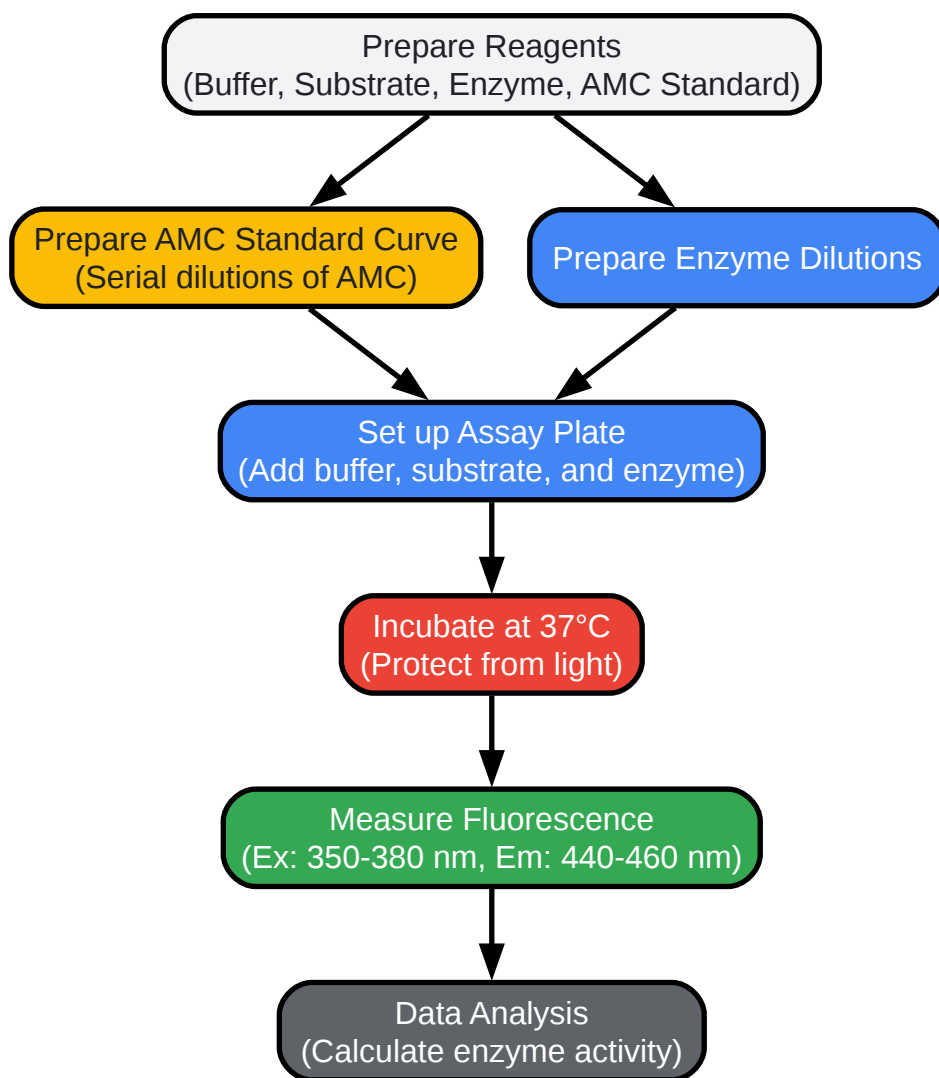 Prepare Reagents
(Buffer, Substrate, Enzyme, AMC Standard)
Prepare AMC Standard Curve
(Serial dilutions of AMC)
Prepare Enzyme Dilutions
Set up Assay Plate
(Add buffer, substrate, and enzyme)
Incubate at 37°C
(Protect from light)
Measure Fluorescence
(Ex: 350-380 nm, Em: 440-460 nm)
Data Analysis
(Calculate enzyme activity)